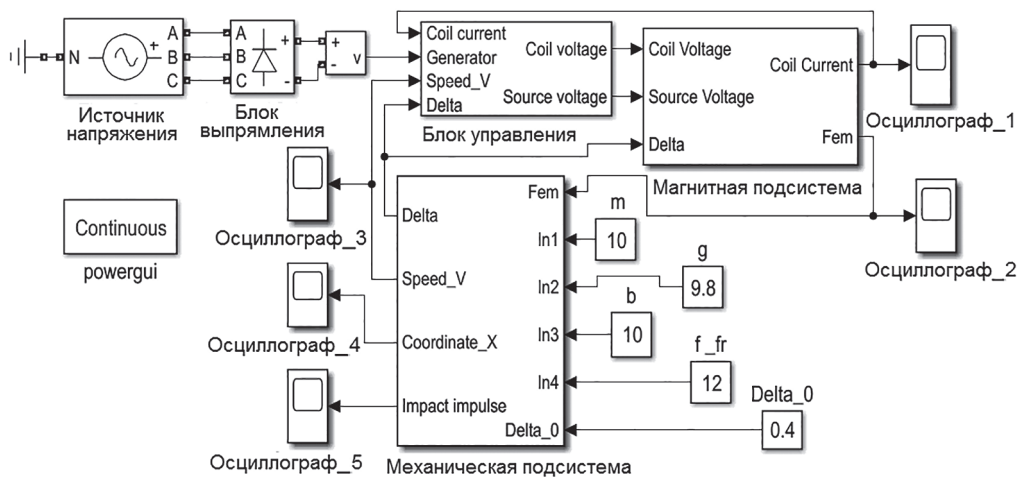 N
A
B
C
+
A
B
C
+
-
+
-
v
Источник
напряжения
Блок
выпрямления
Coil current
Generator
Speed_V
Delta
Coil voltage
Source voltage
Блок управления
Coil Voltage
Source Voltage
Delta
Coil Current
Fem
Магнитная подсистема
Осциллограф_1
Осциллограф_2
Осциллограф_3
Осциллограф_4
Осциллограф_5
Continuous
powergui
Delta
Speed_V
Coordinate_X
Impact impulse
Fem
In1
In2
In3
In4
Delta_0
Механическая подсистема
m
10
g
9.8
b
10
f_fr
12
Delta_0
0.4